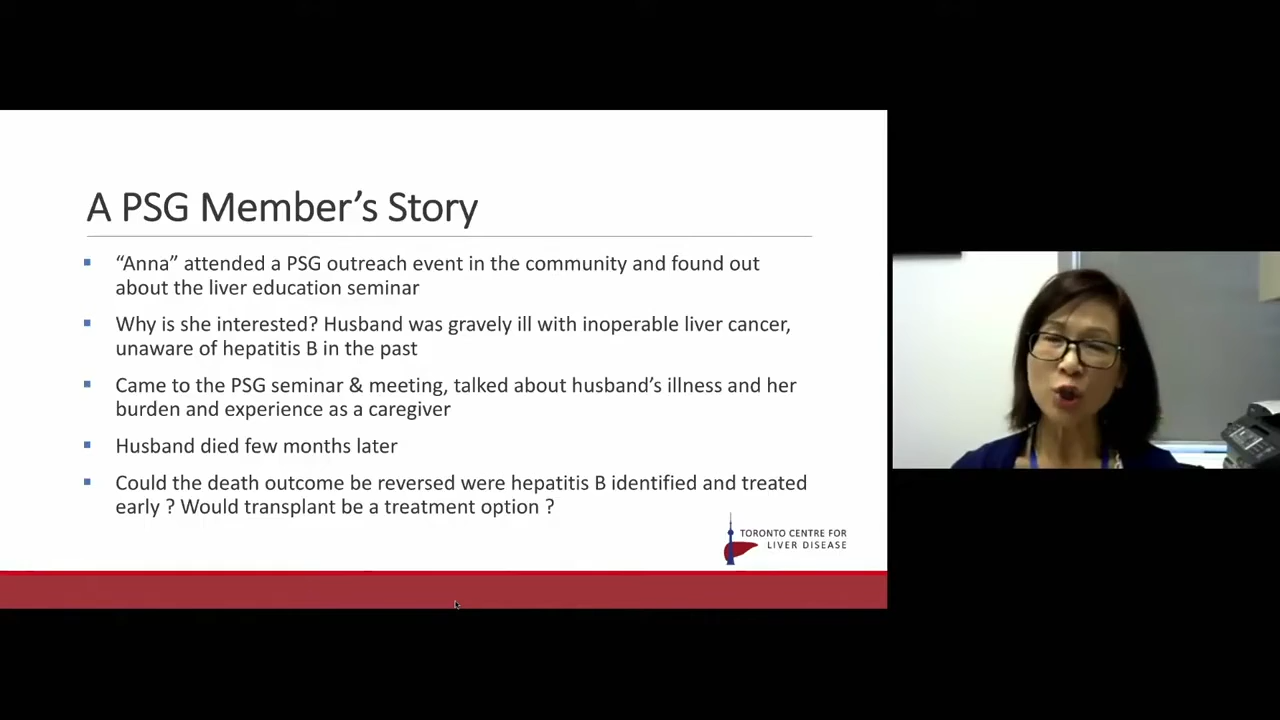 A PSG Member’s Story
“Anna” attended a PSG outreach event in the community and found out
about the liver education seminar
Why is she interested? Husband was gravely ill with inoperable liver cancer,
unaware of hepatitis B in the past
Came to the PSG seminar & meeting, talked about husband’s illness and her
burden and experience as a caregiver
Husband died few months later
Could the death outcome be reversed were hepatitis B identified and treated
early ? Would transplant be a treatment option ?
TORONTO CENTRE FOR
LIVER DISEASE